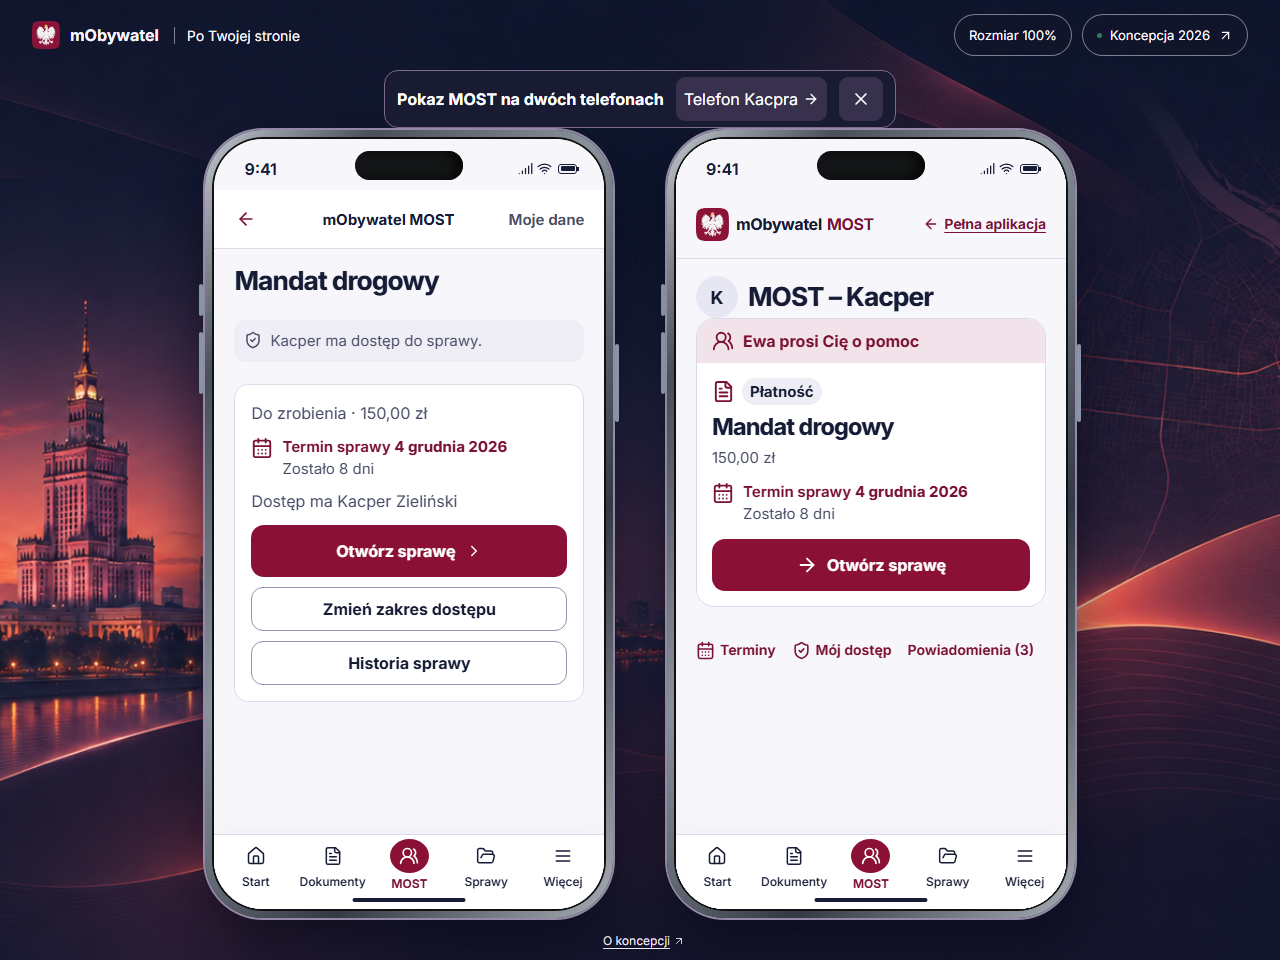 mObywatel
Po Twojej stronie
Rozmiar 100%
Koncepcja 2026
Pokaz MOST na dwóch telefonach
Telefon Kacpra
9:41
mObywatel MOST
Moje dane
Mandat drogowy
Kacper ma dostęp do sprawy.
Do zrobienia · 150,00 zł
Termin sprawy 4 grudnia 2026
Zostało 8 dni
Dostęp ma Kacper Zieliński
Otwórz sprawę
Zmień zakres dostępu
Historia sprawy
Start
Dokumenty
MOST
Sprawy
Więcej
9:41
mObywatel MOST
Pełna aplikacja
K
MOST – Kacper
Ewa prosi Cię o pomoc
Płatność
Mandat drogowy
150,00 zł
Termin sprawy 4 grudnia 2026
Zostało 8 dni
Otwórz sprawę
Terminy
Mój dostęp
Powiadomienia (3)
Start
Dokumenty
MOST
Sprawy
Więcej
O koncepcji